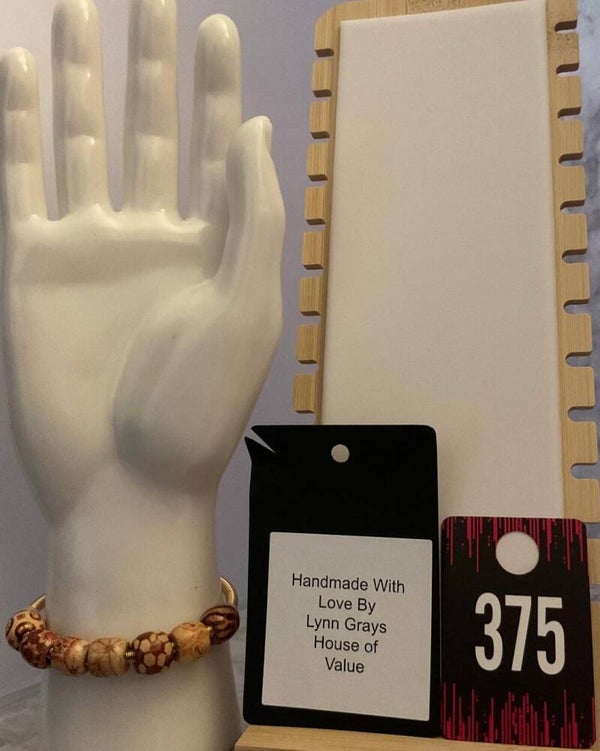 Handmade With
Love By
Lynn Grays
House of
Value
375